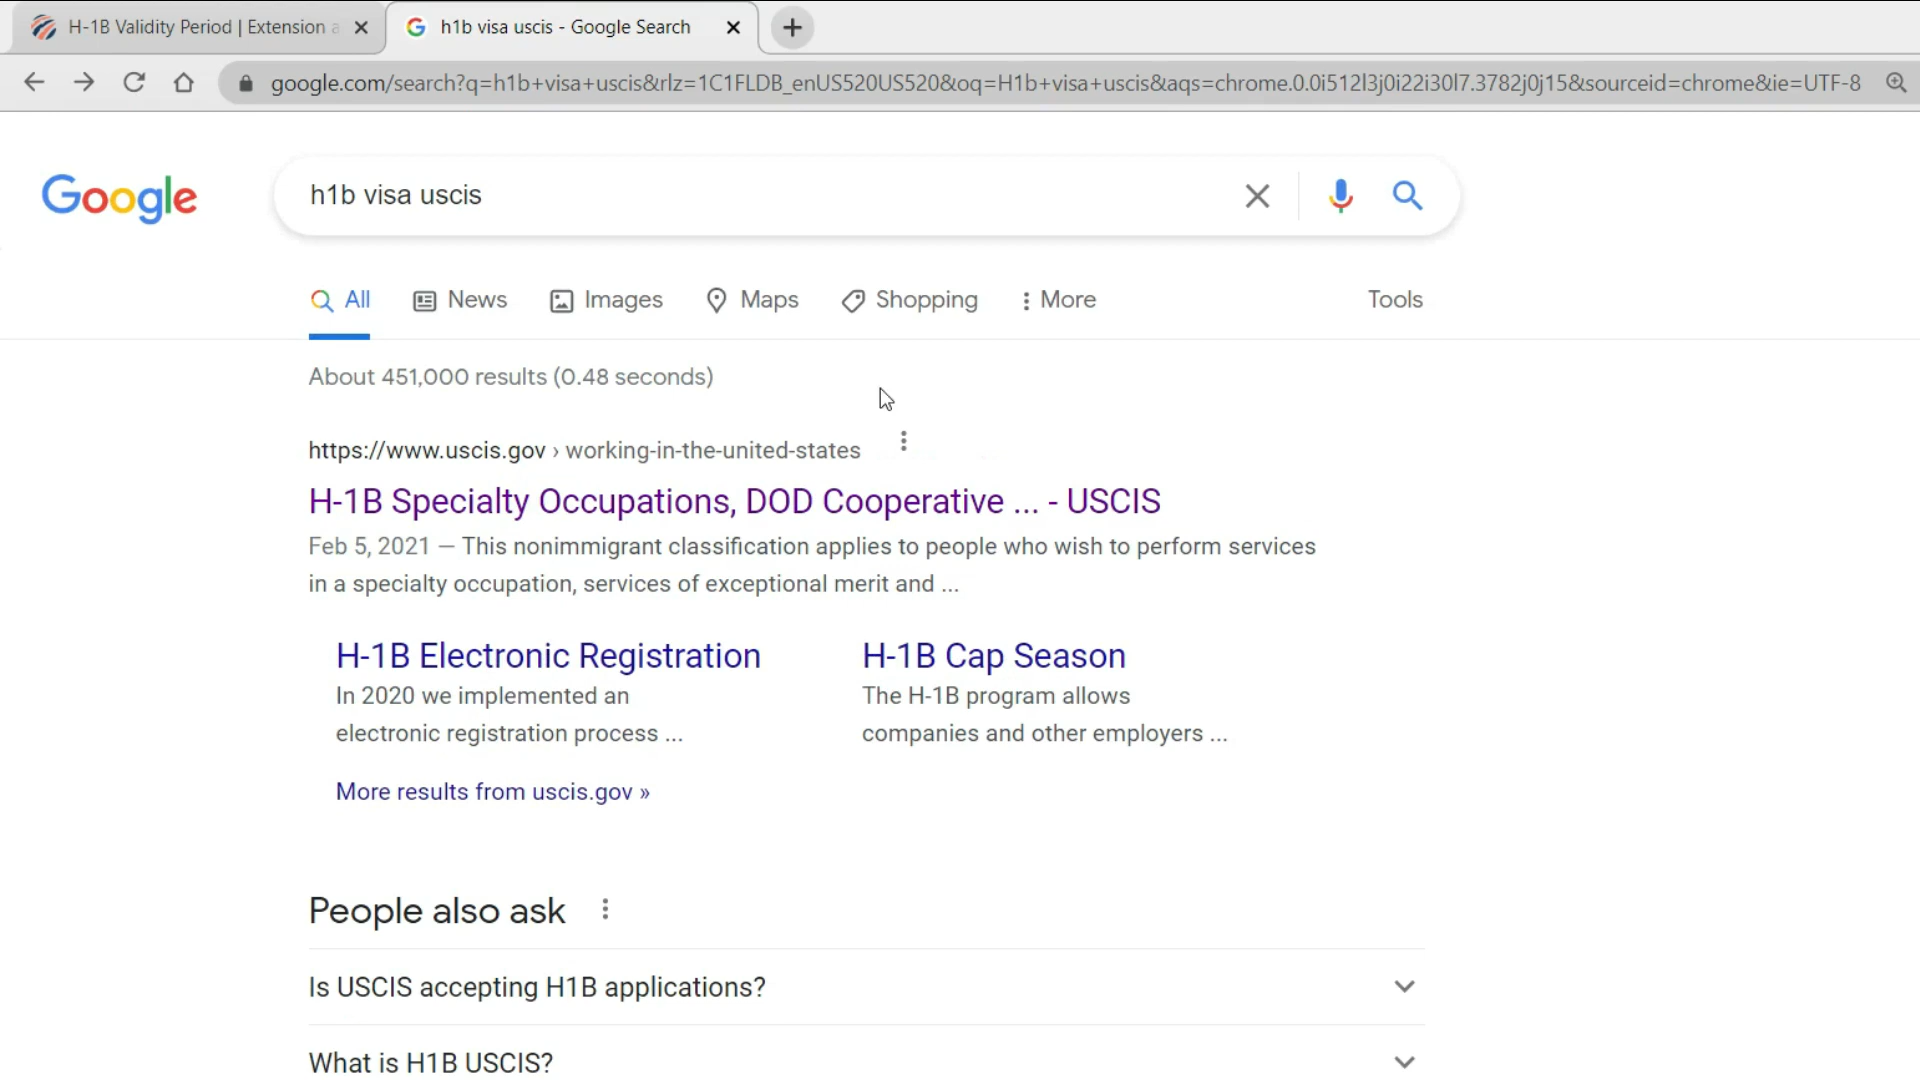 H-1B Validity Period | Extension a
h1b visa uscis - Google Search
google.com/search?q=h1b+visa+uscis&rlz=1C1FLDB_enUS520US520&oq=H1b+visa+uscis&aqs=chrome.0.0i512l3j0i22i30l7.3782j0j15&sourceid=chrome&ie=UTF-8
Google
h1b visa uscis
All News Images Maps Shopping More Tools
About 451,000 results (0.48 seconds)
https://www.uscis.gov › working-in-the-united-states
H-1B Specialty Occupations, DOD Cooperative ... - USCIS
Feb 5, 2021 — This nonimmigrant classification applies to people who wish to perform services
in a specialty occupation, services of exceptional merit and ...
H-1B Electronic Registration
In 2020 we implemented an
electronic registration process ...
H-1B Cap Season
The H-1B program allows
companies and other employers ...
More results from uscis.gov »
People also ask
Is USCIS accepting H1B applications?
What is H1B USCIS?